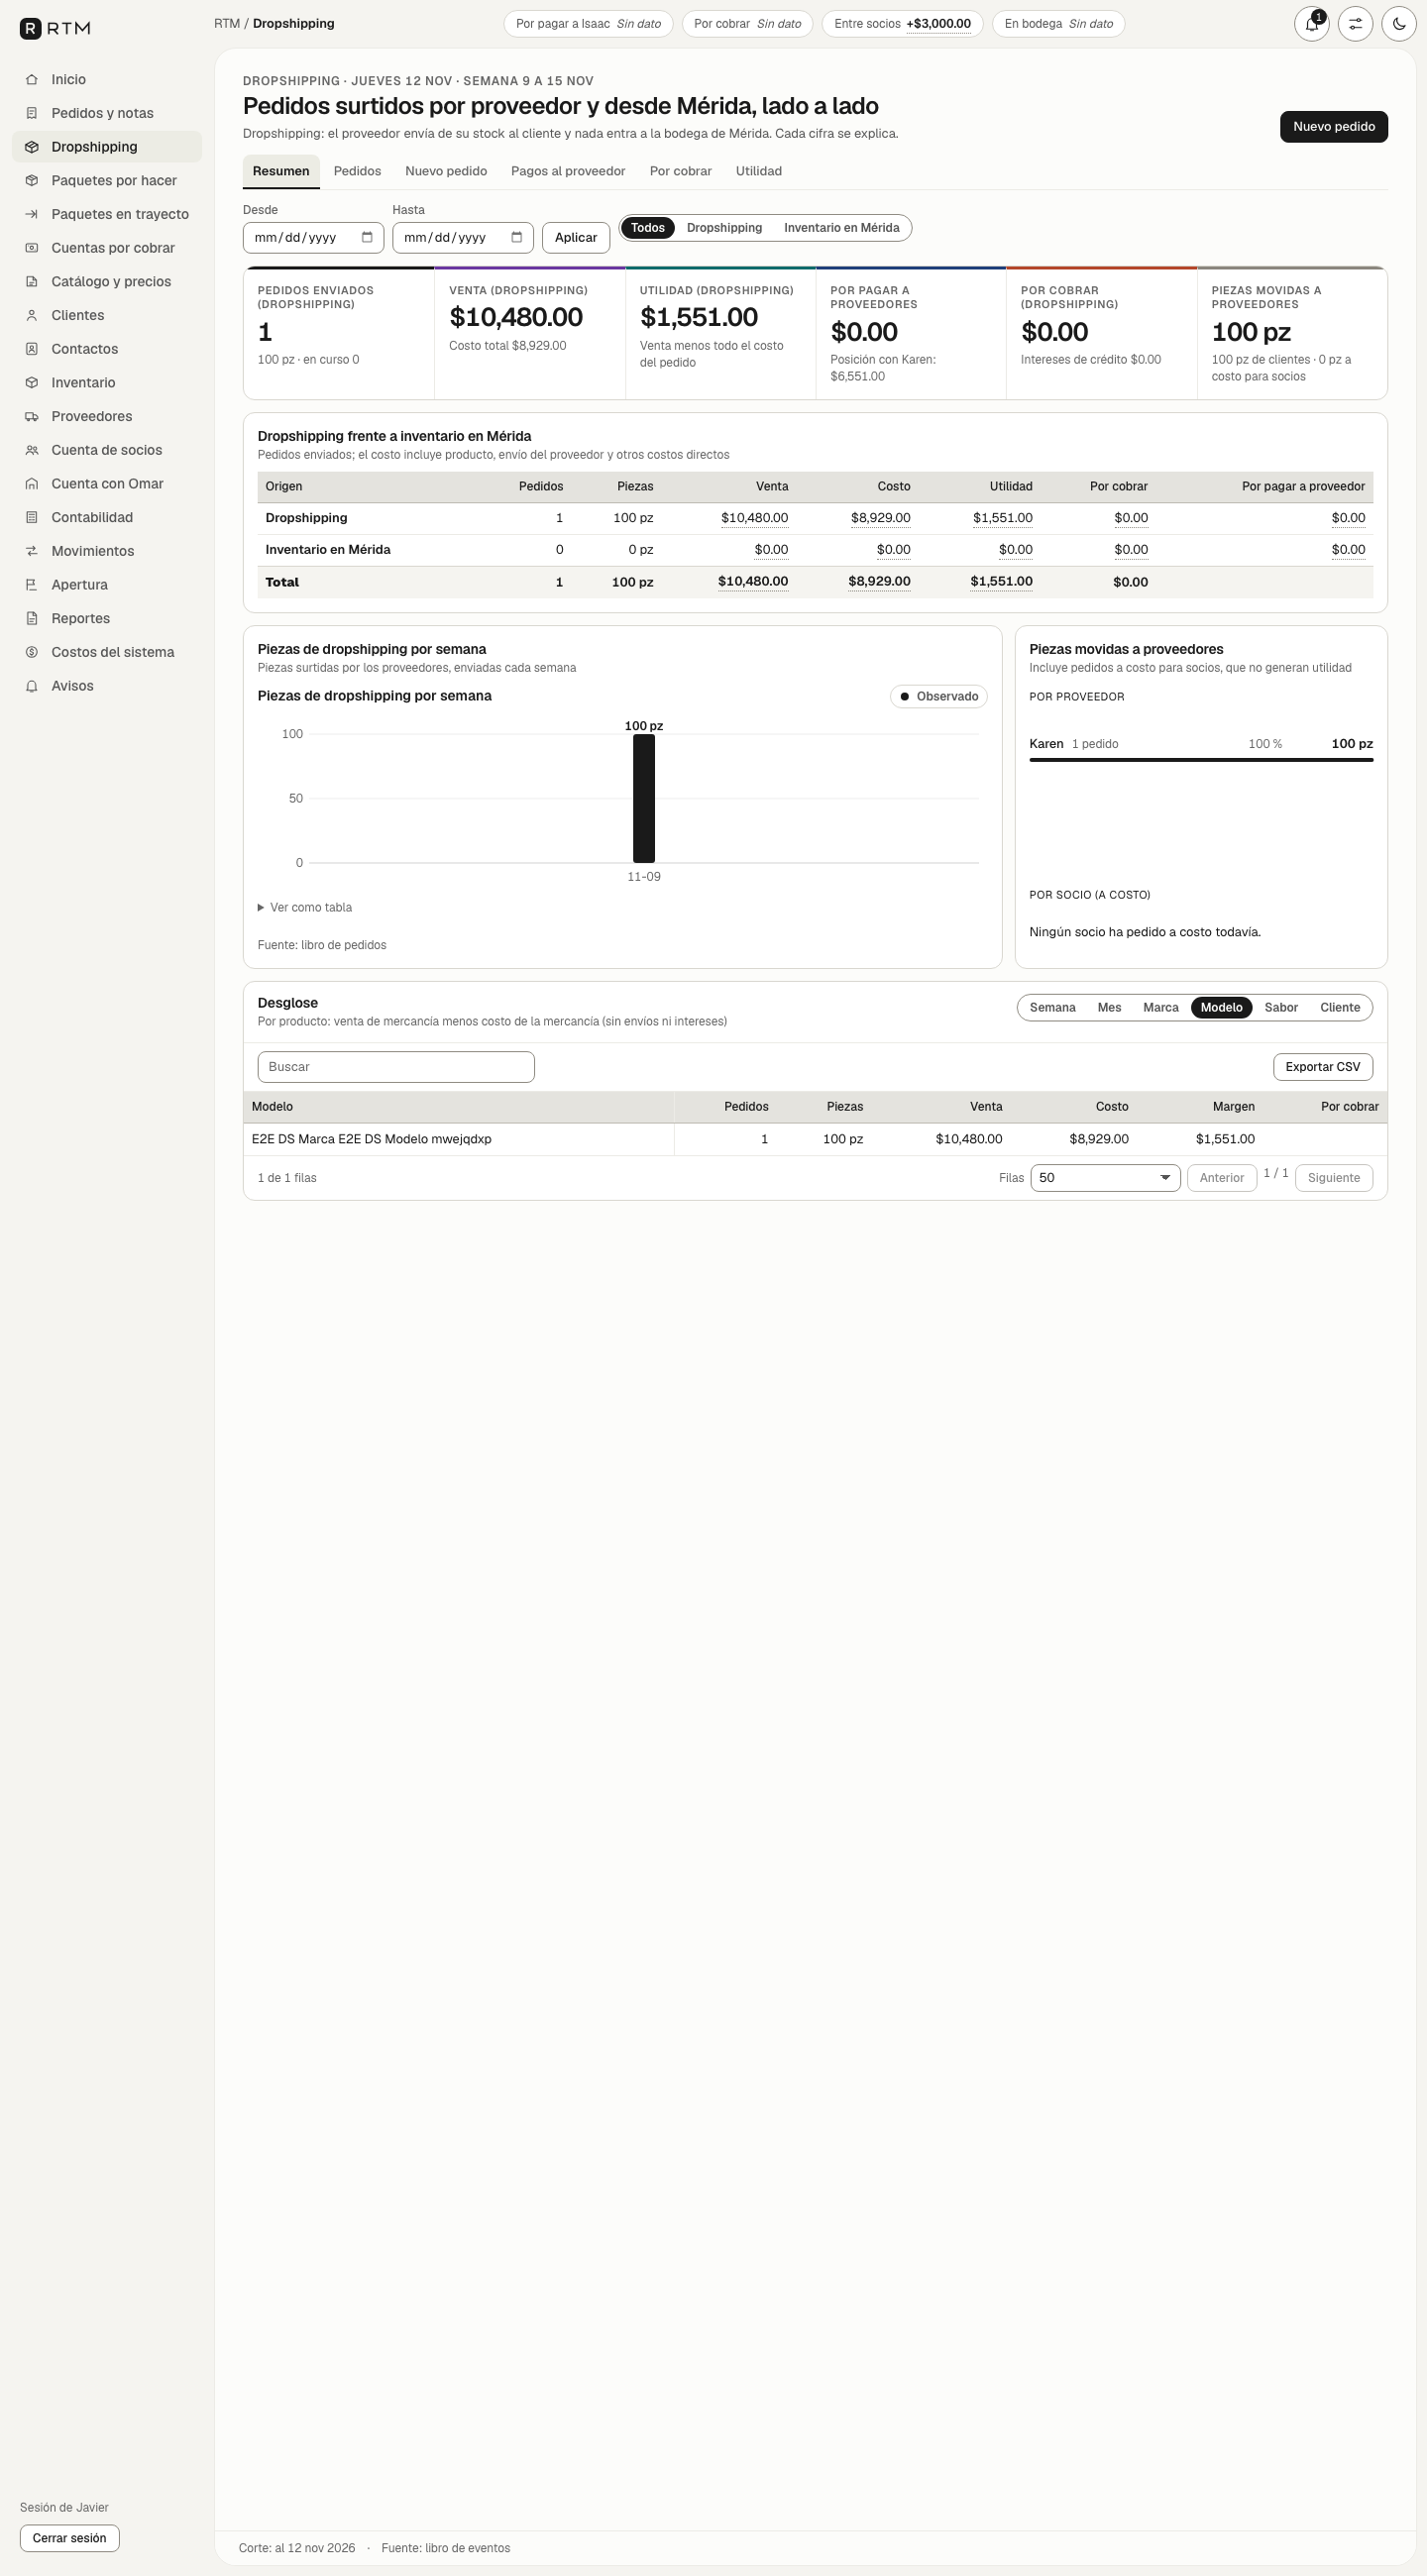 R RTM
RTM / Dropshipping
Por pagar a Isaac Sin dato
Por cobrar Sin dato
Entre socios +$3,000.00
En bodega Sin dato
1
Inicio
Pedidos y notas
Dropshipping
Paquetes por hacer
Paquetes en trayecto
Cuentas por cobrar
Catálogo y precios
Clientes
Contactos
Inventario
Proveedores
Cuenta de socios
Cuenta con Omar
Contabilidad
Movimientos
Apertura
Reportes
Costos del sistema
Avisos
Sesión de Javier
Cerrar sesión
DROPSHIPPING · JUEVES 12 NOV · SEMANA 9 A 15 NOV
Pedidos surtidos por proveedor y desde Mérida, lado a lado
Dropshipping: el proveedor envía de su stock al cliente y nada entra a la bodega de Mérida. Cada cifra se explica.
Nuevo pedido
Resumen Pedidos Nuevo pedido Pagos al proveedor Por cobrar Utilidad
Desde Hasta
mm/dd/yyyy mm/dd/yyyy Aplicar Todos Dropshipping Inventario en Mérida
PEDIDOS ENVIADOS
(DROPSHIPPING)
1
100 pz · en curso 0
VENTA (DROPSHIPPING)
$10,480.00
Costo total $8,929.00
UTILIDAD (DROPSHIPPING)
$1,551.00
Venta menos todo el costo
del pedido
POR PAGAR A
PROVEEDORES
$0.00
Posición con Karen:
$6,551.00
POR COBRAR
(DROPSHIPPING)
$0.00
Intereses de crédito $0.00
PIEZAS MOVIDAS A
PROVEEDORES
100 pz
100 pz de clientes · 0 pz a
costo para socios
Dropshipping frente a inventario en Mérida
Pedidos enviados; el costo incluye producto, envío del proveedor y otros costos directos
Origen Pedidos Piezas Venta Costo Utilidad Por cobrar Por pagar a proveedor
Dropshipping 1 100 pz $10,480.00 $8,929.00 $1,551.00 $0.00 $0.00
Inventario en Mérida 0 0 pz $0.00 $0.00 $0.00 $0.00 $0.00
Total 1 100 pz $10,480.00 $8,929.00 $1,551.00 $0.00
Piezas de dropshipping por semana
Piezas surtidas por los proveedores, enviadas cada semana
Piezas de dropshipping por semana
Observado
100 pz
100
50
0
11-09
Ver como tabla
Fuente: libro de pedidos
Piezas movidas a proveedores
Incluye pedidos a costo para socios, que no generan utilidad
POR PROVEEDOR
Karen 1 pedido 100 % 100 pz
POR SOCIO (A COSTO)
Ningún socio ha pedido a costo todavía.
Desglose
Por producto: venta de mercancía menos costo de la mercancía (sin envíos ni intereses)
Semana Mes Marca Modelo Sabor Cliente
Buscar
Exportar CSV
Modelo Pedidos Piezas Venta Costo Margen Por cobrar
E2E DS Marca E2E DS Modelo mwejqdxp 1 100 pz $10,480.00 $8,929.00 $1,551.00
1 de 1 filas
Filas 50 Anterior 1 / 1 Siguiente
Corte: al 12 nov 2026 · Fuente: libro de eventos